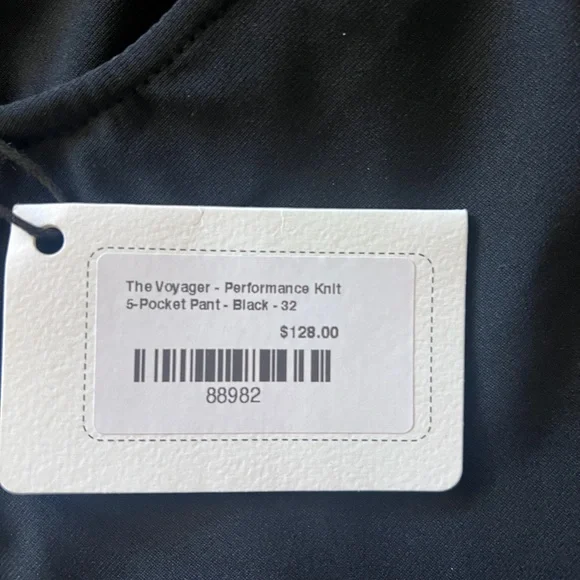 The Voyager - Performance Knit
5-Pocket Pant - Black - 32
$128.00
88982